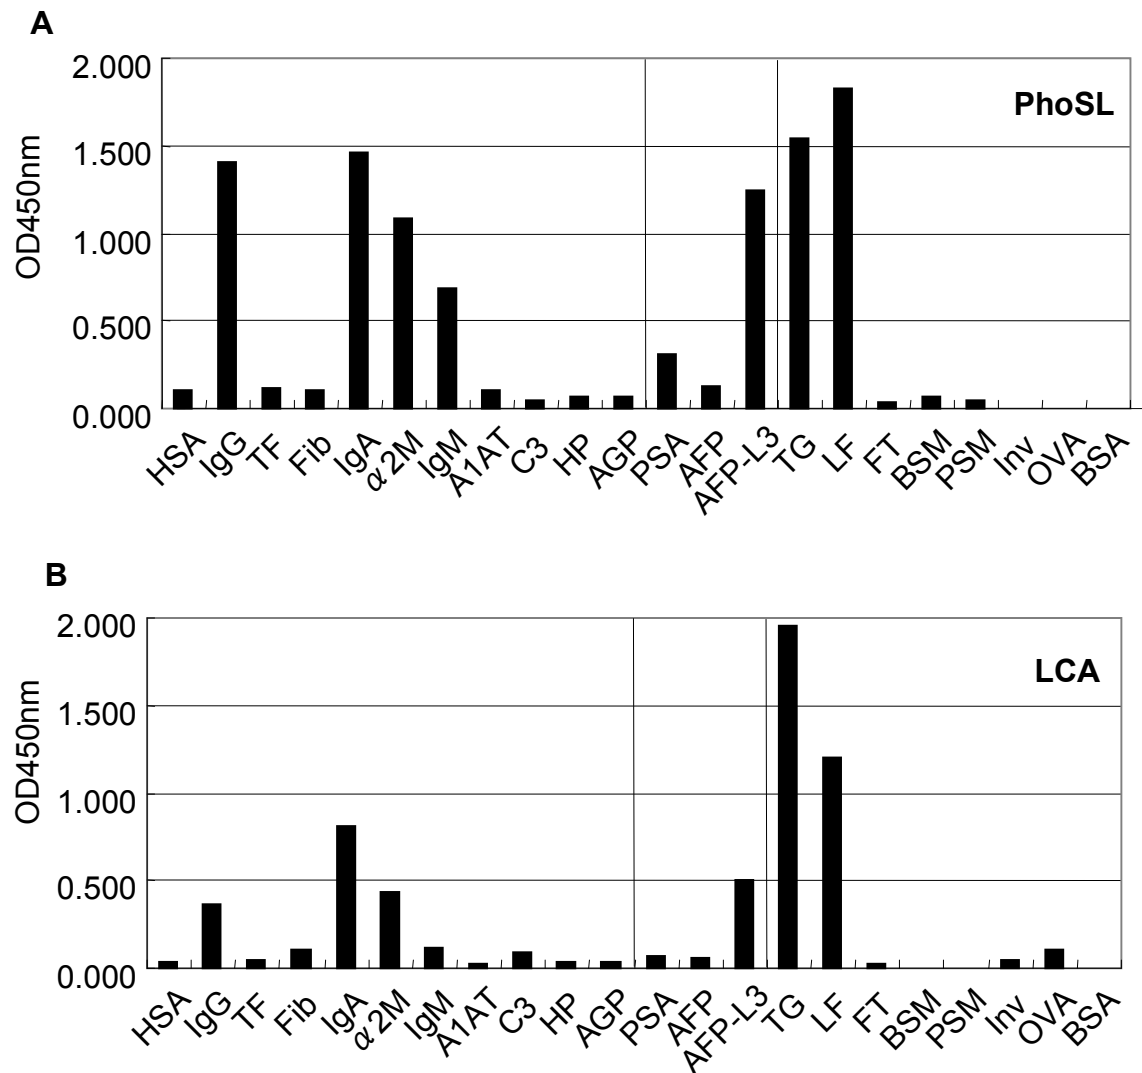 A
2.000
PhoSL
1.500
1.000
0.500
0.000
OD450nm
HSA IgG TF Fib IgA α2M IgM A1AT C3 HP AGP PSA AFP AFP-L3 TG LF FT BSM PSM Inv OVA BSA
B
2.000
LCA
1.500
1.000
0.500
0.000
OD450nm
HSA IgG TF Fib IgA α2M IgM A1AT C3 HP AGP PSA AFP AFP-L3 TG LF FT BSM PSM Inv OVA BSA